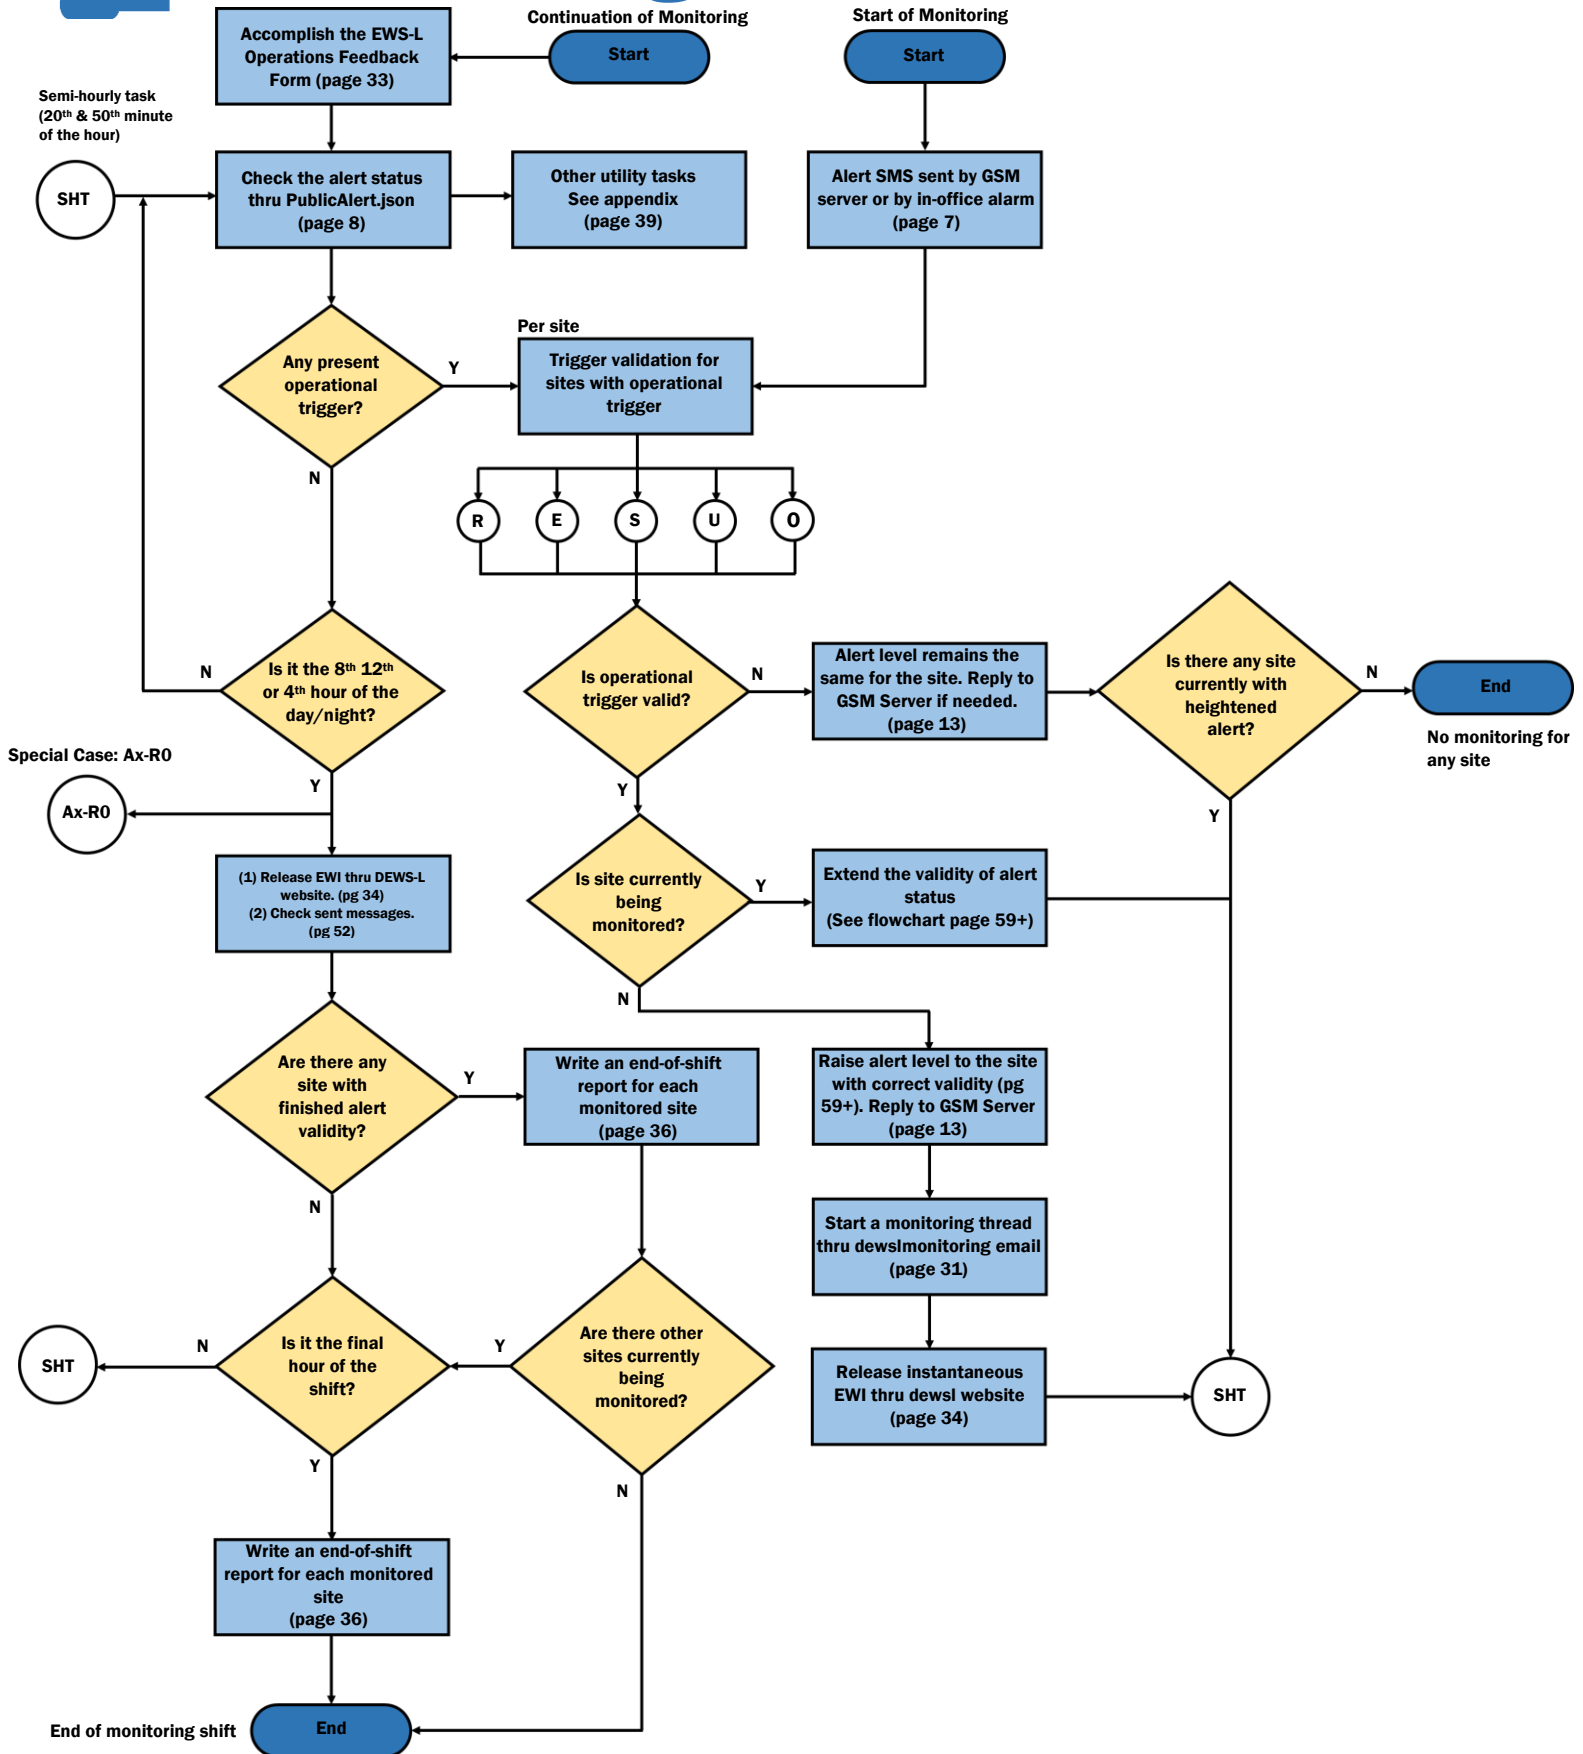 Continuation of Monitoring
Start of Monitoring
Accomplish the EWS-L
Operations Feedback
Form (page 33)
Start
Start
Semi-hourly task
(20th & 50th minute
of the hour)
SHT
Check the alert status
thru PublicAlert.json
(page 8)
Other utility tasks
See appendix
(page 39)
Alert SMS sent by GSM
server or by in-office alarm
(page 7)
Any present
operational
trigger?
Y
N
Per site
Trigger validation for
sites with operational
trigger
R
E
S
U
O
Is it the 8th 12th
or 4th hour of the
day/night?
N
Y
Is operational
trigger valid?
N
Y
Alert level remains the
same for the site. Reply to
GSM Server if needed.
(page 13)
Is there any site
currently with
heightened
alert?
N
Y
End
No monitoring for
any site
Special Case: Ax-R0
Ax-R0
(1) Release EWI thru DEWS-L
website. (pg 34)
(2) Check sent messages.
(pg 52)
Is site currently
being
monitored?
Y
N
Extend the validity of alert
status
(See flowchart page 59+)
Are there any
site with
finished alert
validity?
Y
N
Write an end-of-shift
report for each
monitored site
(page 36)
Raise alert level to the site
with correct validity (pg
59+). Reply to GSM Server
(page 13)
Start a monitoring thread
thru dewslmonitoring email
(page 31)
Release instantaneous
EWI thru dewsl website
(page 34)
SHT
SHT
N
Is it the final
hour of the
shift?
Y
Y
Are there other
sites currently
being
monitored?
N
Write an end-of-shift
report for each monitored
site
(page 36)
End of monitoring shift
End